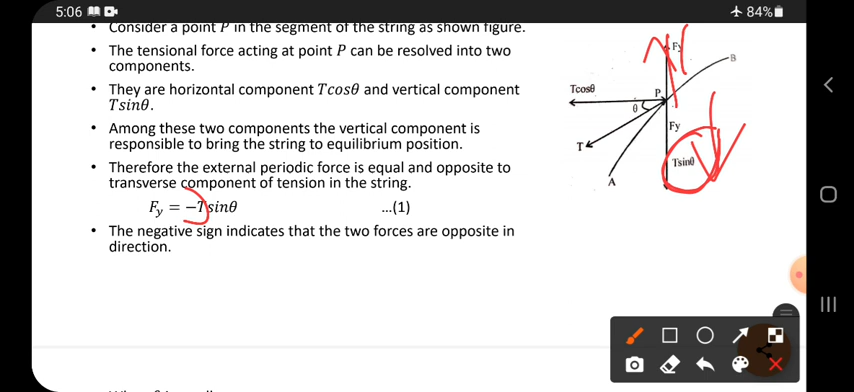 5:06
84%
• Consider a point P in the segment of the string as shown figure.
• The tensional force acting at point P can be resolved into two
components.
• They are horizontal component Tcosθ and vertical component
Tsinθ.
• Among these two components the vertical component is
responsible to bring the string to equilibrium position.
• Therefore the external periodic force is equal and opposite to
transverse component of tension in the string.
F_y = −Tsinθ ...(1)
• The negative sign indicates that the two forces are opposite in
direction.
Fy
B
Tcosθ
P
θ
Fy
T
Tsinθ
A